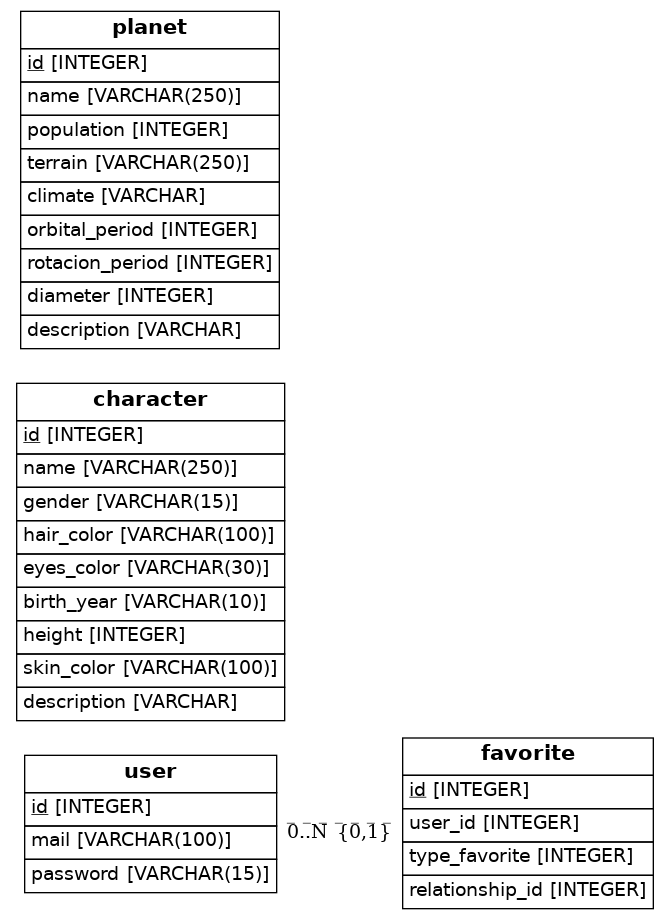 planet
id [INTEGER]
name [VARCHAR(250)]
population [INTEGER]
terrain [VARCHAR(250)]
climate [VARCHAR]
orbital_period [INTEGER]
rotacion_period [INTEGER]
diameter [INTEGER]
description [VARCHAR]
character
id [INTEGER]
name [VARCHAR(250)]
gender [VARCHAR(15)]
hair_color [VARCHAR(100)]
eyes_color [VARCHAR(30)]
birth_year [VARCHAR(10)]
height [INTEGER]
skin_color [VARCHAR(100)]
description [VARCHAR]
user
id [INTEGER]
mail [VARCHAR(100)]
password [VARCHAR(15)]
0..N {0,1}
favorite
id [INTEGER]
user_id [INTEGER]
type_favorite [INTEGER]
relationship_id [INTEGER]